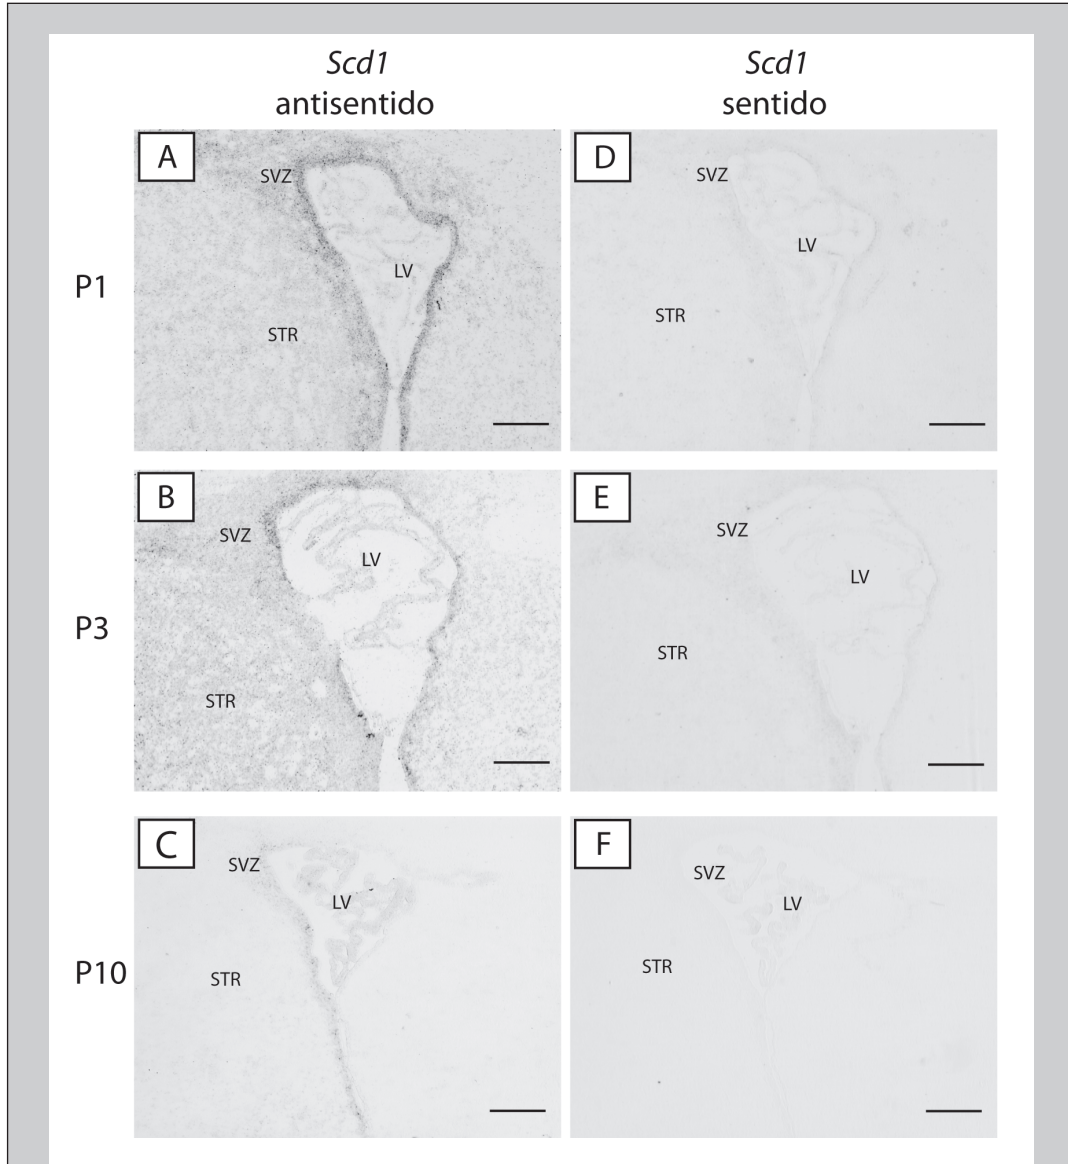 Scd1
antisentido
Scd1
sentido
P1
A
SVZ
LV
STR
D
SVZ
LV
STR
P3
B
SVZ
LV
STR
E
SVZ
LV
STR
P10
C
SVZ
LV
STR
F
SVZ
LV
STR